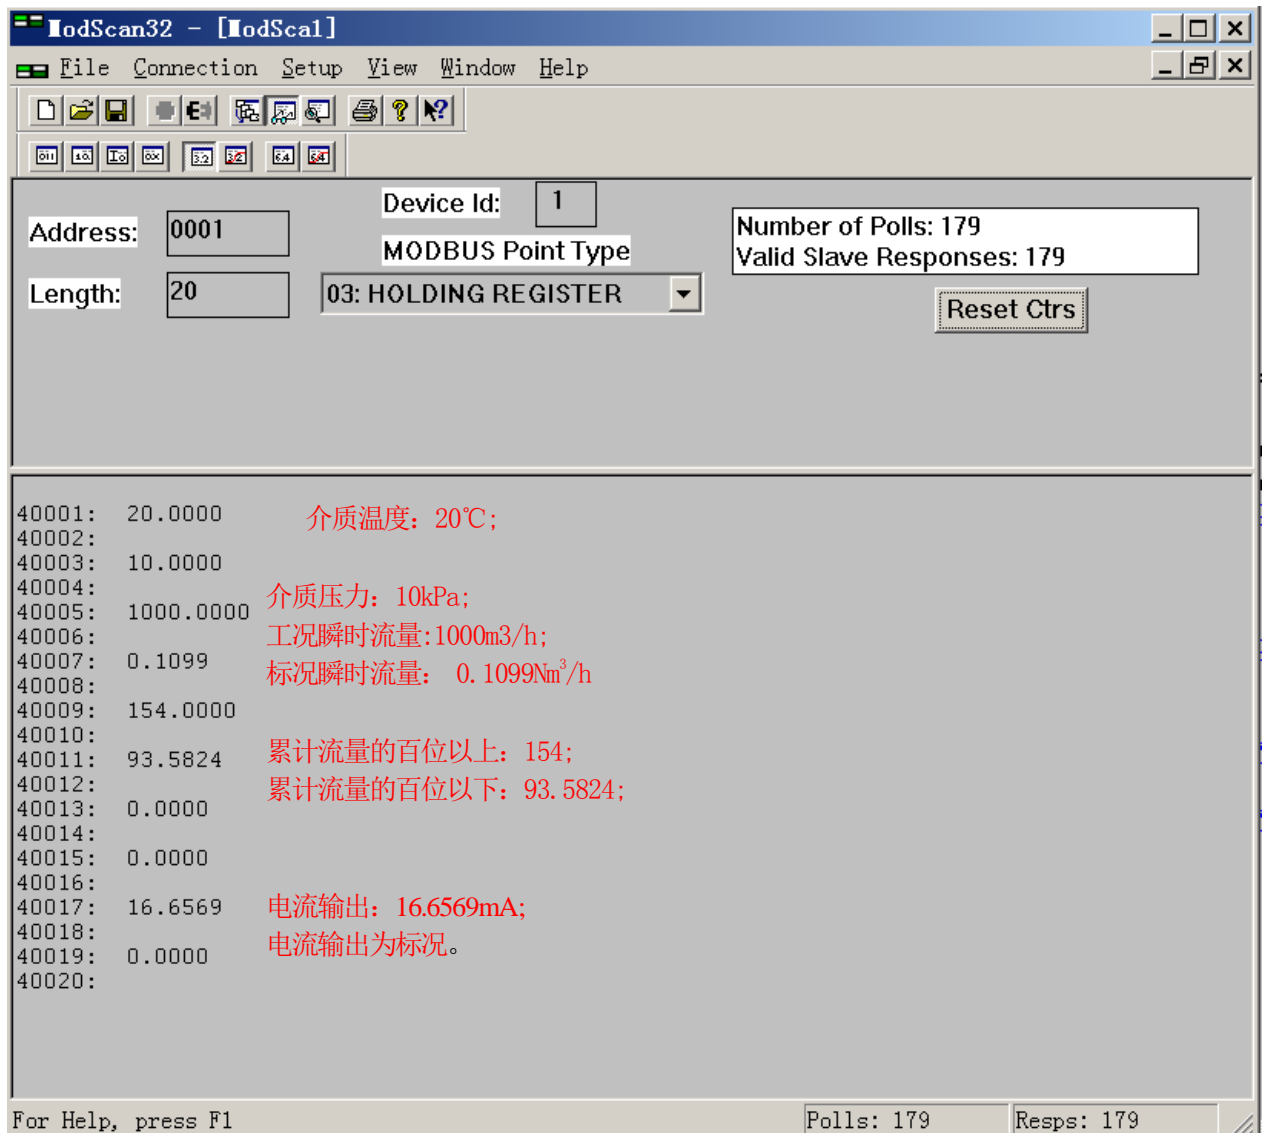 ModScan32 - [ModSca1]
File Connection Setup View Window Help
Address: 0001
Device Id: 1
MODBUS Point Type
Length: 20
03: HOLDING REGISTER
Number of Polls: 179
Valid Slave Responses: 179
Reset Ctrs
40001: 20.0000 介质温度：20℃;
40002:
40003: 10.0000
40004:
介质压力：10kPa;
40005: 1000.0000
40006:
工况瞬时流量:1000m3/h;
40007: 0.1099
标况瞬时流量： 0.1099Nm³/h
40008:
40009: 154.0000
40010:
累计流量的百位以上：154;
40011: 93.5824
40012:
累计流量的百位以下：93.5824;
40013: 0.0000
40014:
40015: 0.0000
40016:
40017: 16.6569 电流输出：16.6569mA;
40018:
电流输出为标况。
40019: 0.0000
40020:
For Help, press F1
Polls: 179
Resps: 179